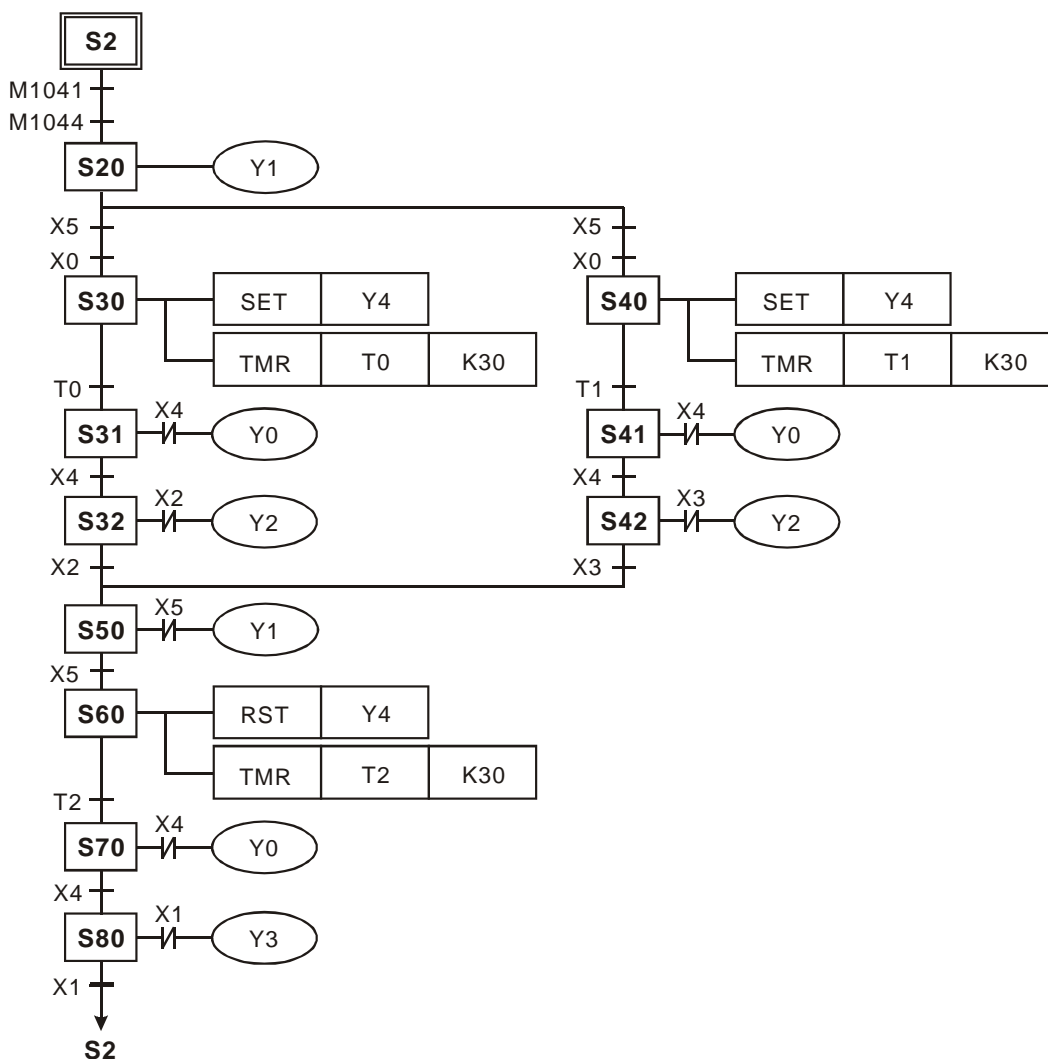 S2
M1041
M1044
S20 Y1
X5 X5
X0 X0
S30 SET Y4 S40 SET Y4
TMR T0 K30 TMR T1 K30
T0 T1
X4 X4
S31 Y0 S41 Y0
X4 X4
X2 X3
S32 Y2 S42 Y2
X2 X3
X5
S50 Y1
X5
S60 RST Y4
TMR T2 K30
T2
X4
S70 Y0
X4
X1
S80 Y3
X1
S2